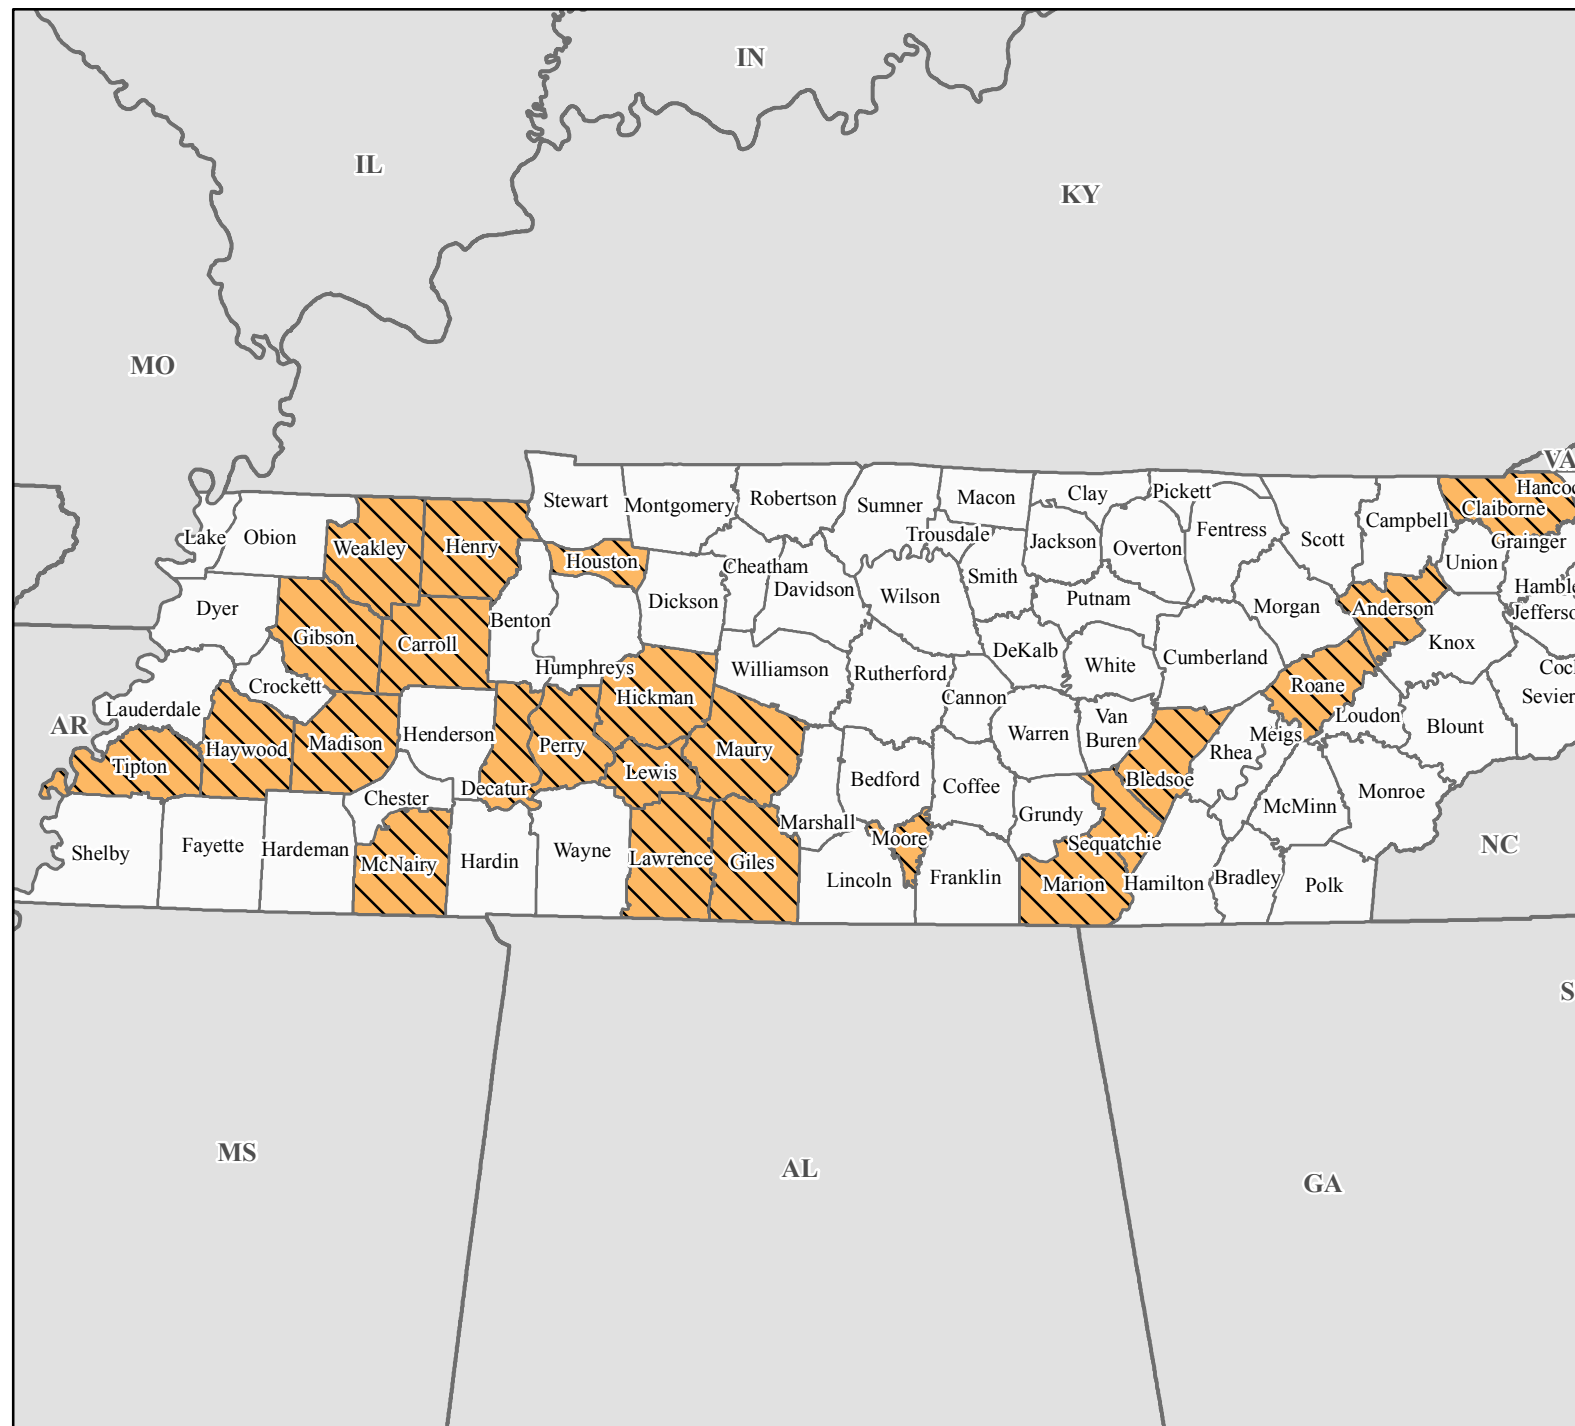 IN
IL
KY
MO
VA
Stewart
Montgomery
Robertson
Sumner
Macon
Clay
Pickett
Hancoc
Claiborne
Lake
Obion
Weakley
Henry
Houston
Trousdale
Jackson
Overton
Fentress
Scott
Campbell
Grainger
Union
Cheatham
Davidson
Wilson
Smith
Putnam
Morgan
Anderson
Hamble
Jefferso
Dyer
Gibson
Carroll
Benton
Dickson
Humphreys
Williamson
Rutherford
DeKalb
White
Cumberland
Knox
Roane
Coc
Sevier
Crockett
Lauderdale
Hickman
Cannon
Van
Buren
Warren
Loudon
Blount
AR
Haywood
Madison
Henderson
Perry
Maury
Meigs
Rhea
Tipton
Lewis
Decatur
Bedford
Coffee
Bledsoe
Monroe
McMinn
Chester
Marshall
Grundy
Moore
Sequatchie
Shelby
Fayette
Hardeman
McNairy
Hardin
Wayne
Lawrence
Giles
Lincoln
Franklin
Marion
Hamilton
Bradley
Polk
NC
S
MS
AL
GA